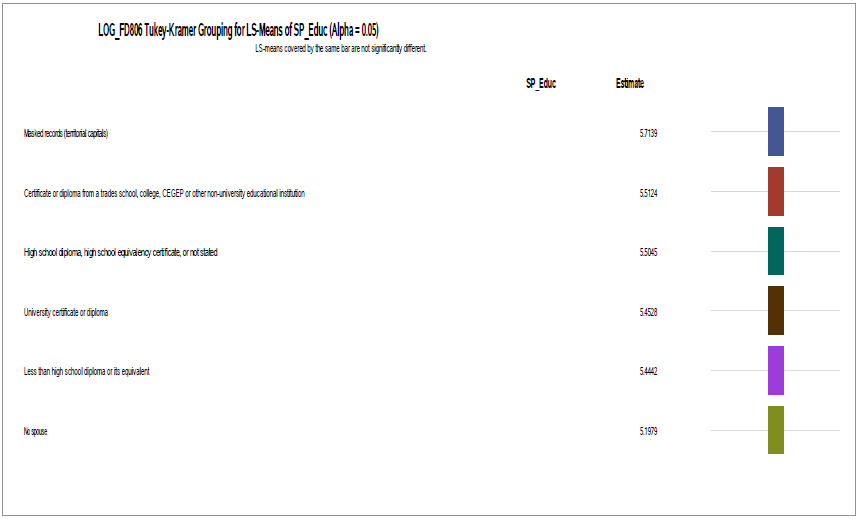 LOG_FD806 Tukey-Kramer Grouping for LS-Means of SP_Educ (Alpha = 0.05)
LS-means covered by the same bar are not significantly different.
SP_Educ Estimate
Masked records (territorial capitals) 5.7139
Certificate or diploma from a trades school, college, CEGEP or other non-university educational institution 5.5124
High school diploma, high school equivalency certificate, or not stated 5.5045
University certificate or diploma 5.4528
Less than high school diploma or its equivalent 5.4442
No spouse 5.1979